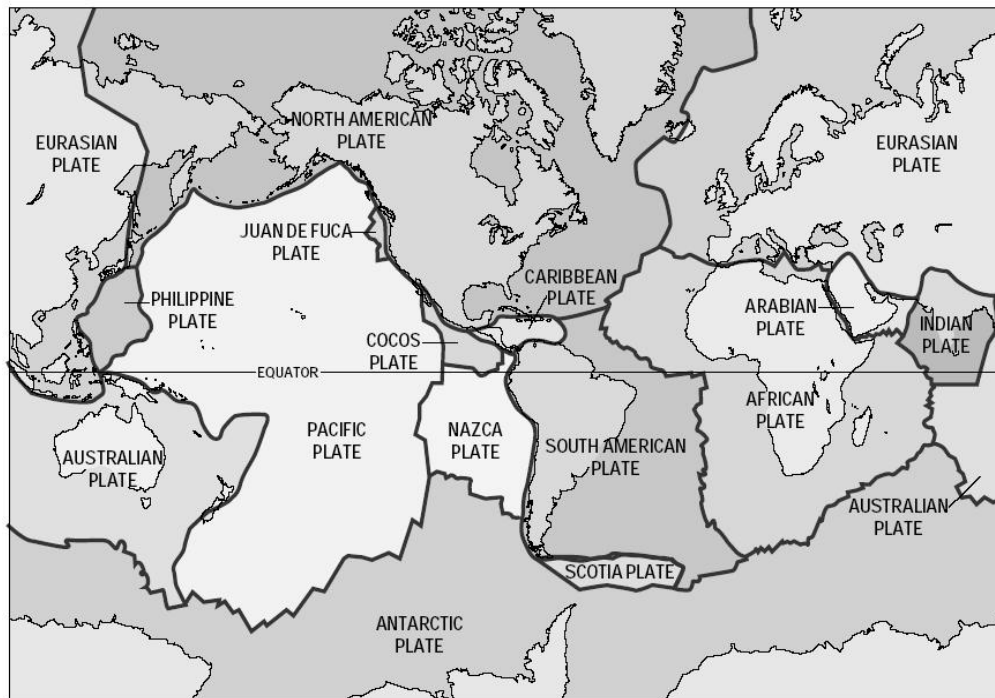 NORTH AMERICAN
PLATE
EURASIAN
PLATE
EURASIAN
PLATE
JUAN DE FUCA
PLATE
CARIBBEAN
PLATE
PHILIPPINE
PLATE
ARABIAN
PLATE
INDIAN
PLATE
COCOS
PLATE
EQUATOR
AFRICAN
PLATE
PACIFIC
PLATE
NAZCA
PLATE
SOUTH AMERICAN
PLATE
AUSTRALIAN
PLATE
AUSTRALIAN
PLATE
SCOTIA PLATE
ANTARCTIC
PLATE